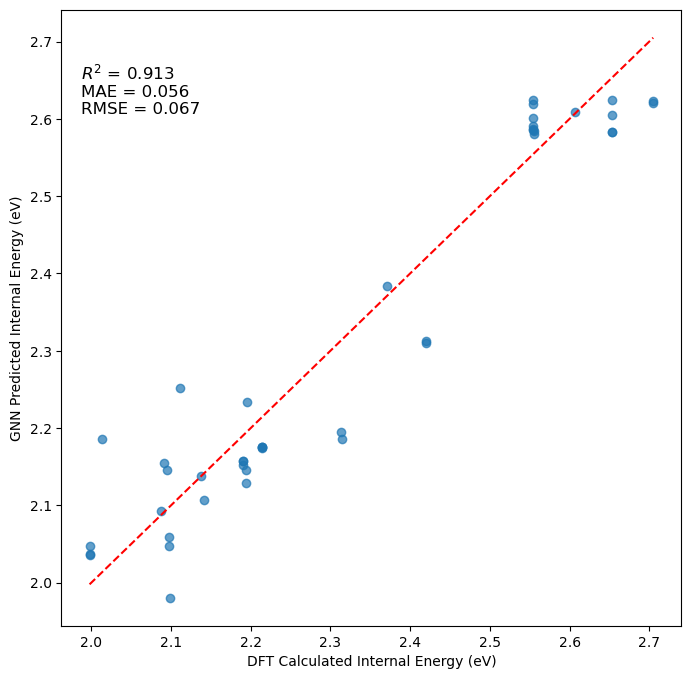 2.7
R² = 0.913
MAE = 0.056
RMSE = 0.067
2.6
2.5
2.4
2.3
2.2
2.1
2.0
GNN Predicted Internal Energy (eV)
2.0 2.1 2.2 2.3 2.4 2.5 2.6 2.7
DFT Calculated Internal Energy (eV)